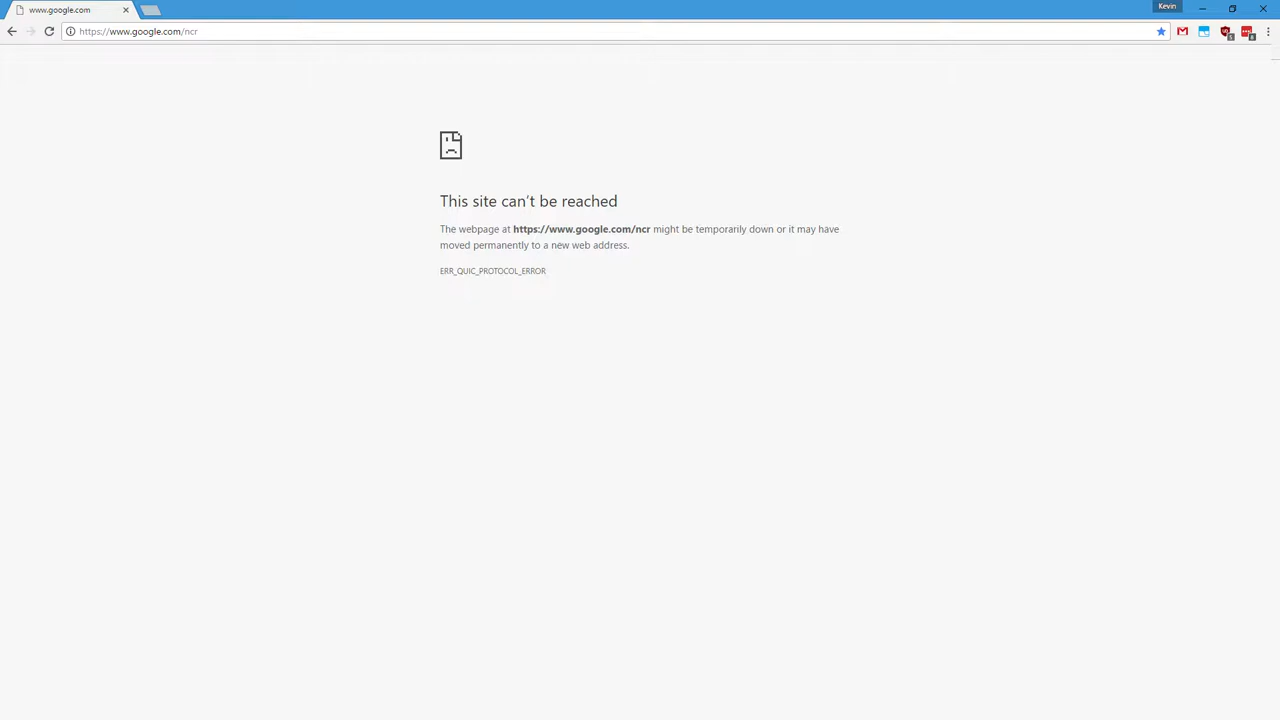 www.google.com
Kevin
https://www.google.com/ncr
This site can't be reached
The webpage at https://www.google.com/ncr might be temporarily down or it may have
moved permanently to a new web address.
ERR_QUIC_PROTOCOL_ERROR